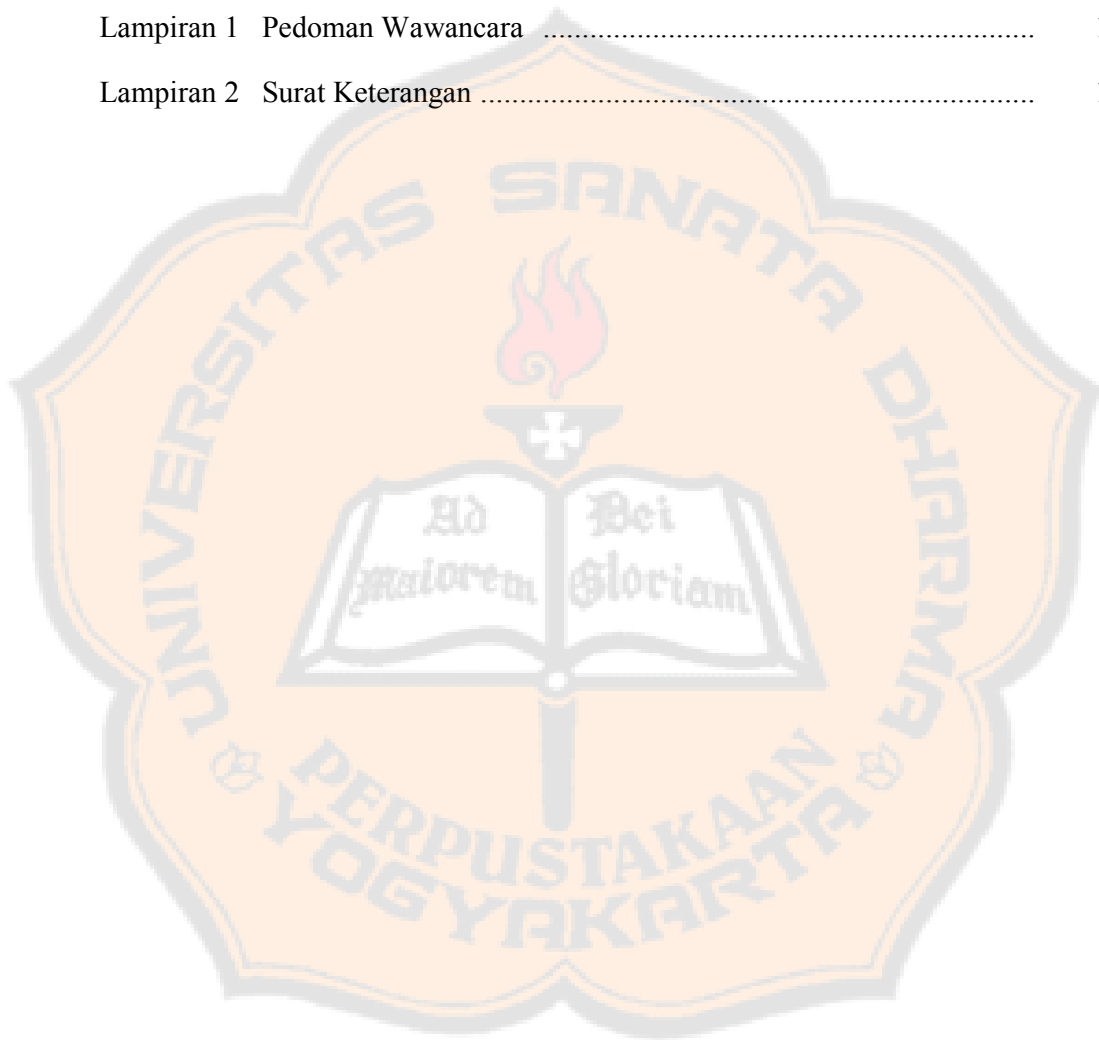 Lampiran 1 Pedoman Wawancara ....................................................................
Lampiran 2 Surat Keterangan .............................................................................
UNIVERSITAS SANATA DHARMA
Ad Dei
maiorem Gloriam
PERPUSTAKAAN
YOGYAKARTA